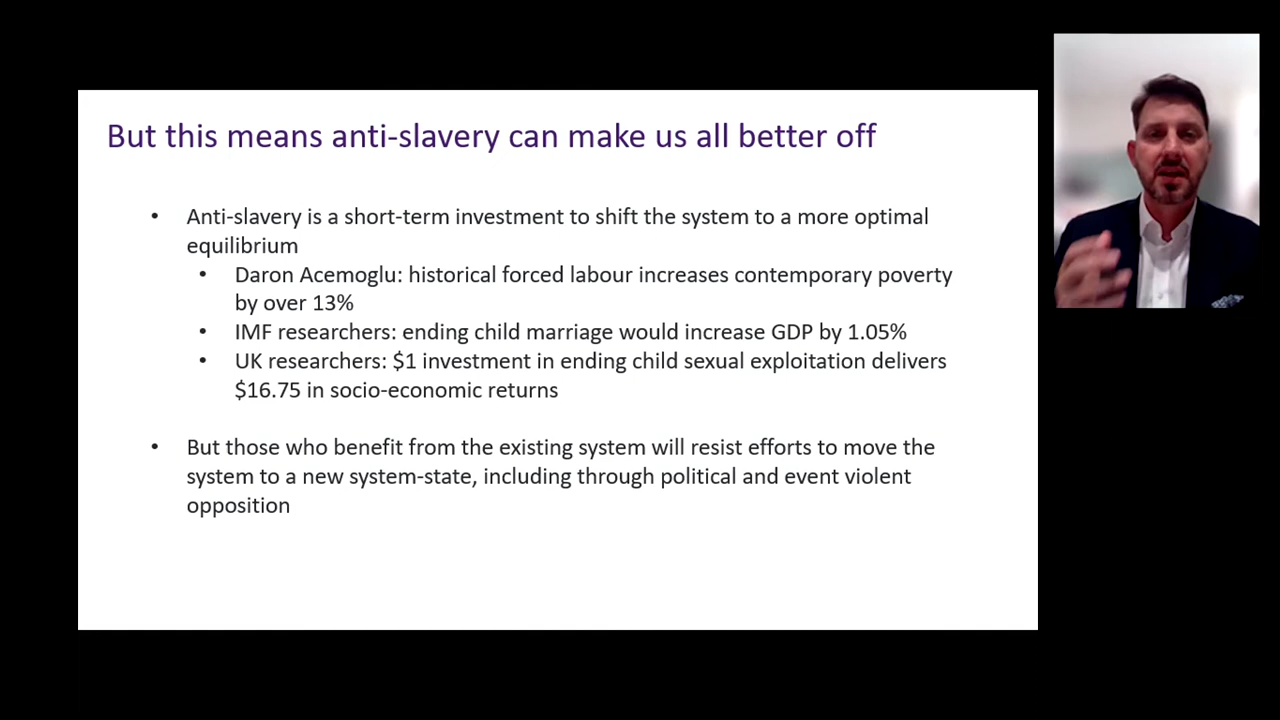 But this means anti-slavery can make us all better off
• Anti-slavery is a short-term investment to shift the system to a more optimal
equilibrium
• Daron Acemoglu: historical forced labour increases contemporary poverty
by over 13%
• IMF researchers: ending child marriage would increase GDP by 1.05%
• UK researchers: $1 investment in ending child sexual exploitation delivers
$16.75 in socio-economic returns
• But those who benefit from the existing system will resist efforts to move the
system to a new system-state, including through political and event violent
opposition